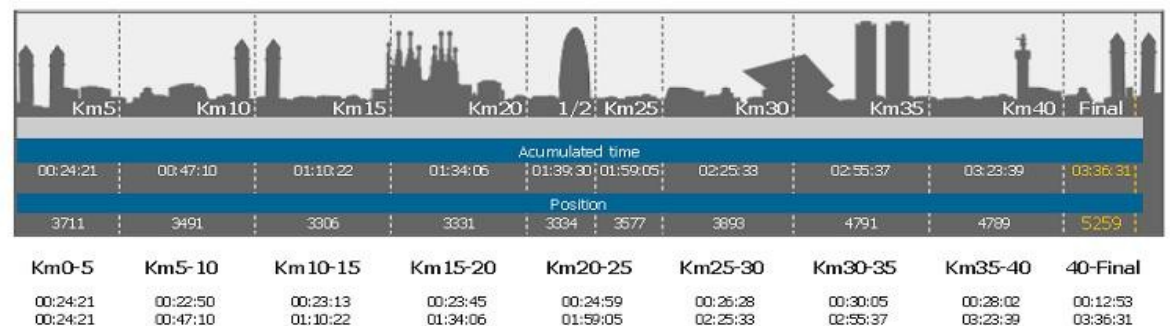 Km5 Km10 Km15 Km20 1/2 Km25 Km30 Km35 Km40 Final
Acumulated time
00:24:21 00:47:10 01:10:22 01:34:06 01:39:30 01:59:05 02:25:33 02:55:37 03:23:39 03:36:31
Position
3711 3491 3306 3331 3334 3577 3893 4791 4789 5259
Km0-5 Km5-10 Km10-15 Km15-20 Km20-25 Km25-30 Km30-35 Km35-40 40-Final
00:24:21 00:22:50 00:23:13 00:23:45 00:24:59 00:26:28 00:30:05 00:28:02 00:12:53
00:24:21 00:47:10 01:10:22 01:34:06 01:59:05 02:25:33 02:55:37 03:23:39 03:36:31